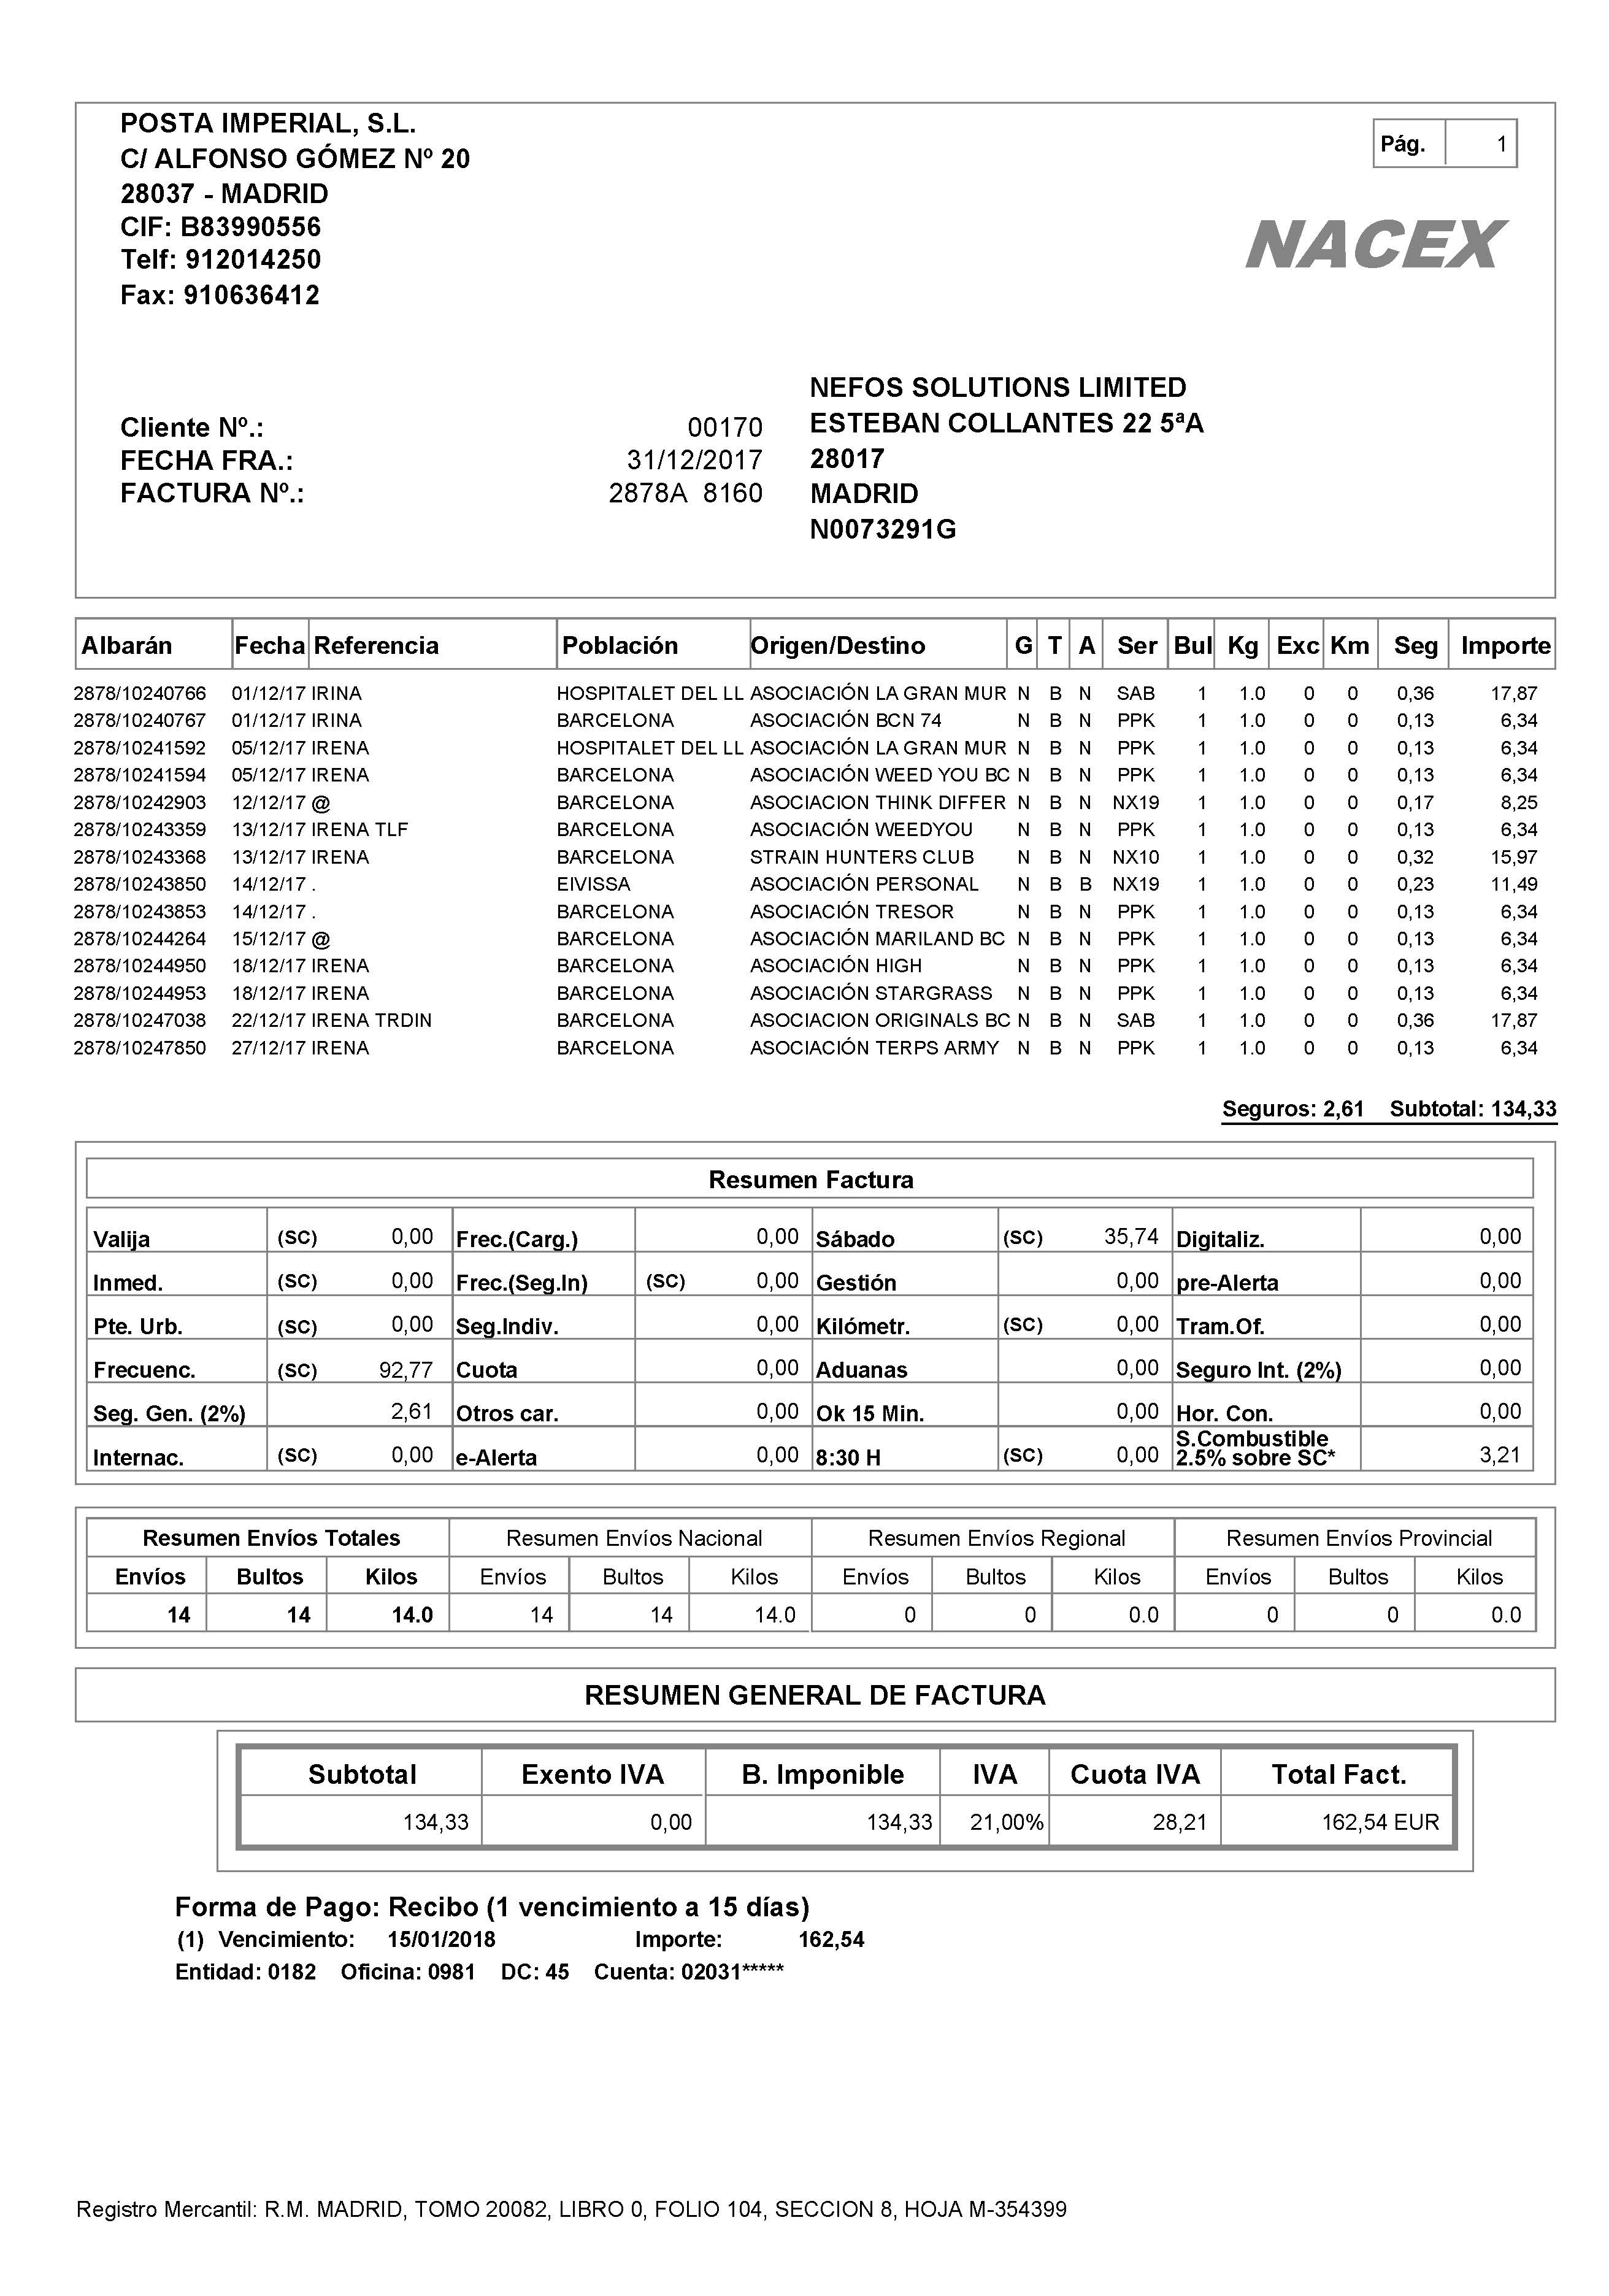 POSTA IMPERIAL, S.L.
C/ ALFONSO GÓMEZ Nº 20
28037 - MADRID
CIF: B83990556
Telf: 912014250
Fax: 910636412
Pág. 1
NACEX
Cliente Nº.: 00170
FECHA FRA.: 31/12/2017
FACTURA Nº.: 2878A 8160
NEFOS SOLUTIONS LIMITED
ESTEBAN COLLANTES 22 5ªA
28017
MADRID
N0073291G
Albarán Fecha Referencia Población Origen/Destino G T A Ser Bul Kg Exc Km Seg Importe
2878/10240766 01/12/17 IRINA HOSPITALET DEL LL ASOCIACIÓN LA GRAN MUR N B N SAB 1 1.0 0 0 0,36 17,87
2878/10240767 01/12/17 IRINA BARCELONA ASOCIACIÓN BCN 74 N B N PPK 1 1.0 0 0 0,13 6,34
2878/10241592 05/12/17 IRENA HOSPITALET DEL LL ASOCIACIÓN LA GRAN MUR N B N PPK 1 1.0 0 0 0,13 6,34
2878/10241594 05/12/17 IRENA BARCELONA ASOCIACIÓN WEED YOU BC N B N PPK 1 1.0 0 0 0,13 6,34
2878/10242903 12/12/17 @ BARCELONA ASOCIACION THINK DIFFER N B N NX19 1 1.0 0 0 0,17 8,25
2878/10243359 13/12/17 IRENA TLF BARCELONA ASOCIACIÓN WEEDYOU N B N PPK 1 1.0 0 0 0,13 6,34
2878/10243368 13/12/17 IRENA BARCELONA STRAIN HUNTERS CLUB N B N NX10 1 1.0 0 0 0,32 15,97
2878/10243850 14/12/17 . EIVISSA ASOCIACIÓN PERSONAL N B B NX19 1 1.0 0 0 0,23 11,49
2878/10243853 14/12/17 . BARCELONA ASOCIACIÓN TRESOR N B N PPK 1 1.0 0 0 0,13 6,34
2878/10244264 15/12/17 @ BARCELONA ASOCIACIÓN MARILAND BC N B N PPK 1 1.0 0 0 0,13 6,34
2878/10244950 18/12/17 IRENA BARCELONA ASOCIACIÓN HIGH N B N PPK 1 1.0 0 0 0,13 6,34
2878/10244953 18/12/17 IRENA BARCELONA ASOCIACIÓN STARGRASS N B N PPK 1 1.0 0 0 0,13 6,34
2878/10247038 22/12/17 IRENA TRDIN BARCELONA ASOCIACION ORIGINALS BC N B N SAB 1 1.0 0 0 0,36 17,87
2878/10247850 27/12/17 IRENA BARCELONA ASOCIACIÓN TERPS ARMY N B N PPK 1 1.0 0 0 0,13 6,34
Seguros: 2,61 Subtotal: 134,33
Resumen Factura
Valija (SC) 0,00 Frec.(Carg.) 0,00 Sábado (SC) 35,74 Digitaliz. 0,00
Inmed. (SC) 0,00 Frec.(Seg.In) (SC) 0,00 Gestión 0,00 pre-Alerta 0,00
Pte. Urb. (SC) 0,00 Seg.Indiv. 0,00 Kilómetr. (SC) 0,00 Tram.Of. 0,00
Frecuenc. (SC) 92,77 Cuota 0,00 Aduanas 0,00 Seguro Int. (2%) 0,00
Seg. Gen. (2%) 2,61 Otros car. 0,00 Ok 15 Min. 0,00 Hor. Con. 0,00
Internac. (SC) 0,00 e-Alerta 0,00 8:30 H (SC) 0,00 S.Combustible 2.5% sobre SC* 3,21
Resumen Envíos Totales Resumen Envíos Nacional Resumen Envíos Regional Resumen Envíos Provincial
Envíos Bultos Kilos Envíos Bultos Kilos Envíos Bultos Kilos Envíos Bultos Kilos
14 14 14.0 14 14 14.0 0 0 0.0 0 0 0.0
RESUMEN GENERAL DE FACTURA
Subtotal Exento IVA B. Imponible IVA Cuota IVA Total Fact.
134,33 0,00 134,33 21,00% 28,21 162,54 EUR
Forma de Pago: Recibo (1 vencimiento a 15 días)
(1) Vencimiento: 15/01/2018 Importe: 162,54
Entidad: 0182 Oficina: 0981 DC: 45 Cuenta: 02031*****
Registro Mercantil: R.M. MADRID, TOMO 20082, LIBRO 0, FOLIO 104, SECCION 8, HOJA M-354399